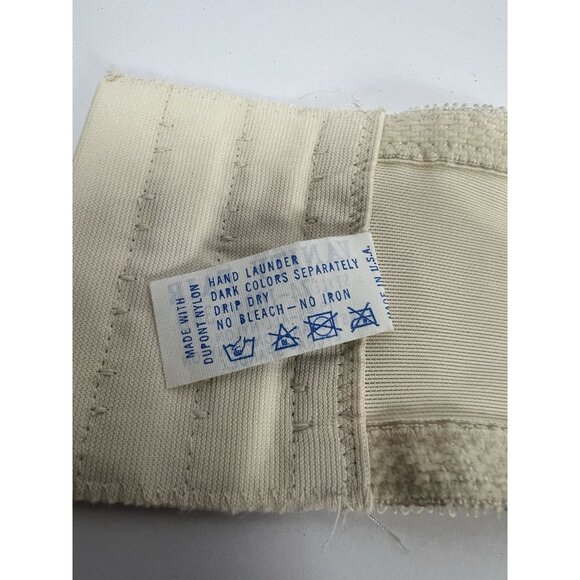 MADE WITH
DUPONT NYLON
HAND LAUNDER
DARK COLORS SEPARATELY
DRIP DRY
NO BLEACH—NO IRON
MADE IN U.S.A.